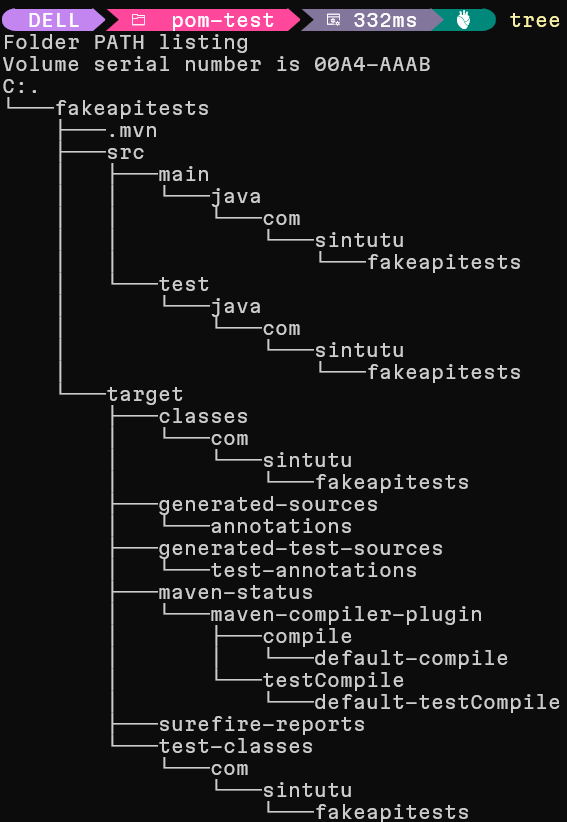 DELL pom-test 332ms tree
Folder PATH listing
Volume serial number is 00A4-AAAB
C:.
└───fakeapitests
    ├───.mvn
    ├───src
    │   ├───main
    │   │   └───java
    │   │       └───com
    │   │           └───sintutu
    │   │               └───fakeapitests
    │   └───test
    │       └───java
    │           └───com
    │               └───sintutu
    │                   └───fakeapitests
    └───target
        ├───classes
        │   └───com
        │       └───sintutu
        │           └───fakeapitests
        ├───generated-sources
        │   └───annotations
        ├───generated-test-sources
        │   └───test-annotations
        ├───maven-status
        │   └───maven-compiler-plugin
        │       ├───compile
        │       │   └───default-compile
        │       └───testCompile
        │           └───default-testCompile
        ├───surefire-reports
        └───test-classes
            └───com
                └───sintutu
                    └───fakeapitests